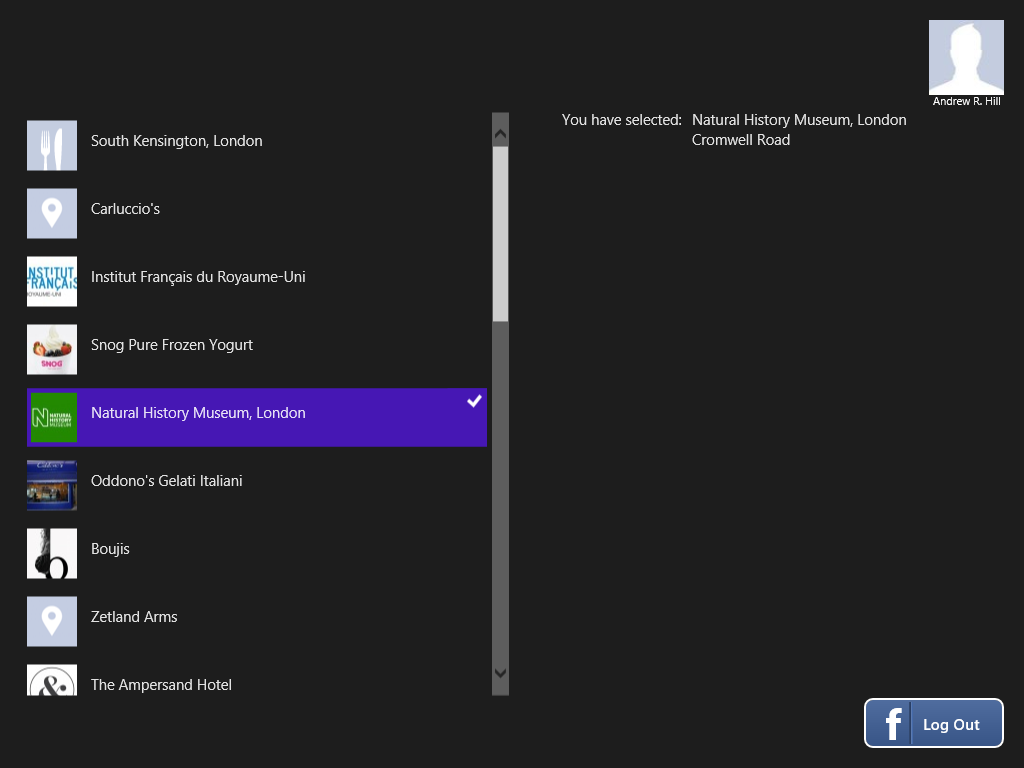 Andrew R. Hill
You have selected: Natural History Museum, London
Cromwell Road
South Kensington, London
Carluccio's
INSTITUT
FRANÇAIS
ROYAUME-UNI
Institut Français du Royaume-Uni
SNOG
Snog Pure Frozen Yogurt
N NATURAL
HISTORY
MUSEUM
Natural History Museum, London
Oddono's Gelati Italiani
b
Boujis
Zetland Arms
&
The Ampersand Hotel
f Log Out